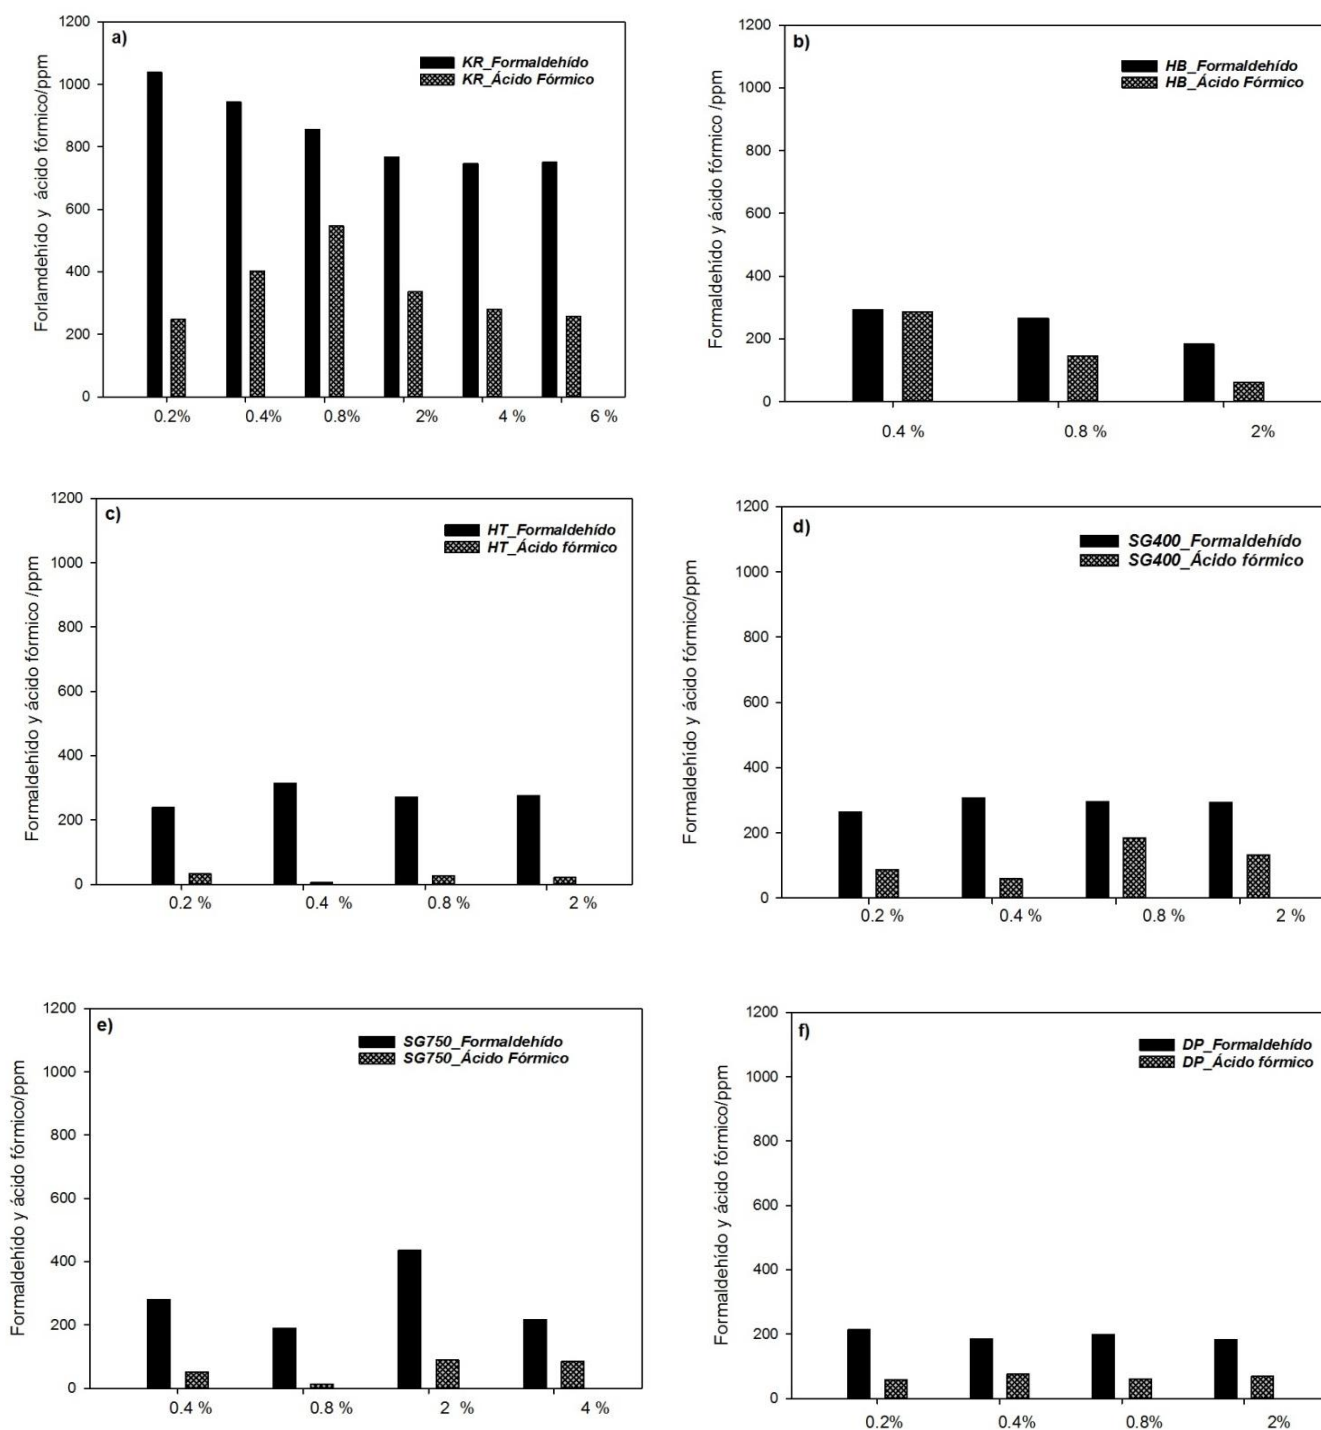 a)
KR_Formaldehído
KR_Ácido Fórmico
Forlamdehído y ácido fórmico/ppm
1200
1000
800
600
400
200
0
0.2% 0.4% 0.8% 2% 4 % 6 %
b)
HB_Formaldehído
HB_Ácido Fórmico
Formaldehído y ácido fórmico /ppm
1200
1000
800
600
400
200
0
0.4 % 0.8 % 2%
c)
HT_Formaldehído
HT_Ácido fórmico
Formaldehído y ácido fórmico /ppm
1200
1000
800
600
400
200
0
0.2 % 0.4 % 0.8 % 2 %
d)
SG400_Formaldehído
SG400_Ácido fórmico
Formaldehído y ácido fórmico/ppm
1200
1000
800
600
400
200
0
0.2 % 0.4 % 0.8 % 2 %
e)
SG750_Formaldehído
SG750_Ácido Fórmico
Formaldehído y ácido fórmico/ppm
1200
1000
800
600
400
200
0
0.4 % 0.8 % 2 % 4 %
f)
DP_Formaldehído
DP_Ácido fórmico
Formaldehído y ácido fórmico/ppm
1200
1000
800
600
400
200
0
0.2% 0.4% 0.8% 2%